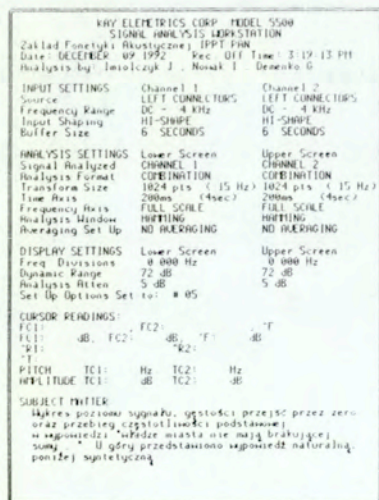 KAY ELEMETRICS CORP MODEL 5500
SIGNAL ANALYSIS WORKSTATION
Zakład Fonetyki Akustycznej IPPT PAN
Date: DECEMBER 09 1992 Rec. Off Time: 3:19:13 PM
Analysis by: Imiolczyk J., Nowak I. Demenko G
INPUT SETTINGS Channel 1 Channel 2
Source LEFT CONNECTORS LEFT CONNECTORS
Frequency Range DC - 4 kHz DC - 4 kHz
Input Shaping HI-SHAPE HI-SHAPE
Buffer Size 6 SECONDS 6 SECONDS
ANALYSIS SETTINGS Lower Screen Upper Screen
Signal Analyzed CHANNEL 1 CHANNEL 2
Analysis Format COMBINATION COMBINATION
Transform Size 1024 pts ( 15 Hz) 1024 pts ( 15 Hz)
Time Axis 200ms (4sec) 200ms (4sec)
Frequency Axis FULL SCALE FULL SCALE
Analysis Window HAMMING HAMMING
Averaging Set Up NO AVERAGING NO AVERAGING
DISPLAY SETTINGS Lower Screen Upper Screen
Freq Divisions 0 000 Hz 0 000 Hz
Dynamic Range 72 dB 72 dB
Analysis Atten 5 dB 5 dB
Set Up Options Set to: # 05
CURSOR READINGS:
FC1: , FC2: , °F
FC1: dB, FC2: dB, °F: dB
°R1: °R2:
°T:
PITCH TC1: Hz TC2: Hz
AMPLITUDE TC1: dB TC2: dB
SUBJECT MATTER
Wykres poziomu sygnału, gęstości przejść przez zero
oraz przebieg częstotliwości podstawowej
w wypowiedzi "władze miasta nie mają brakującej
sumy ." U góry przedstawiono wypowiedź naturalną,
poniżej syntetyczną